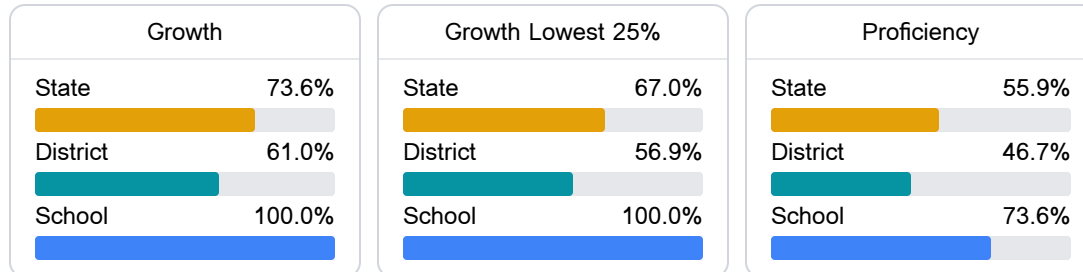 Growth
State 73.6%
District 61.0%
School 100.0%
Growth Lowest 25%
State 67.0%
District 56.9%
School 100.0%
Proficiency
State 55.9%
District 46.7%
School 73.6%